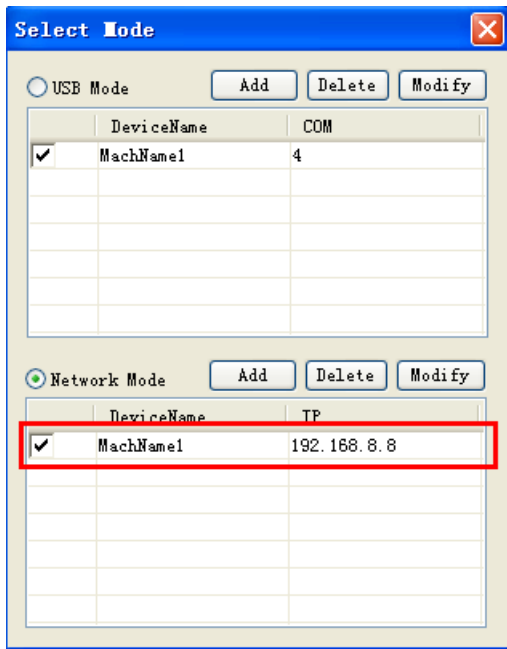 Select Mode
USB Mode Add Delete Modify
DeviceName COM
MachName1 4
Network Mode Add Delete Modify
DeviceName IP
MachName1 192.168.8.8